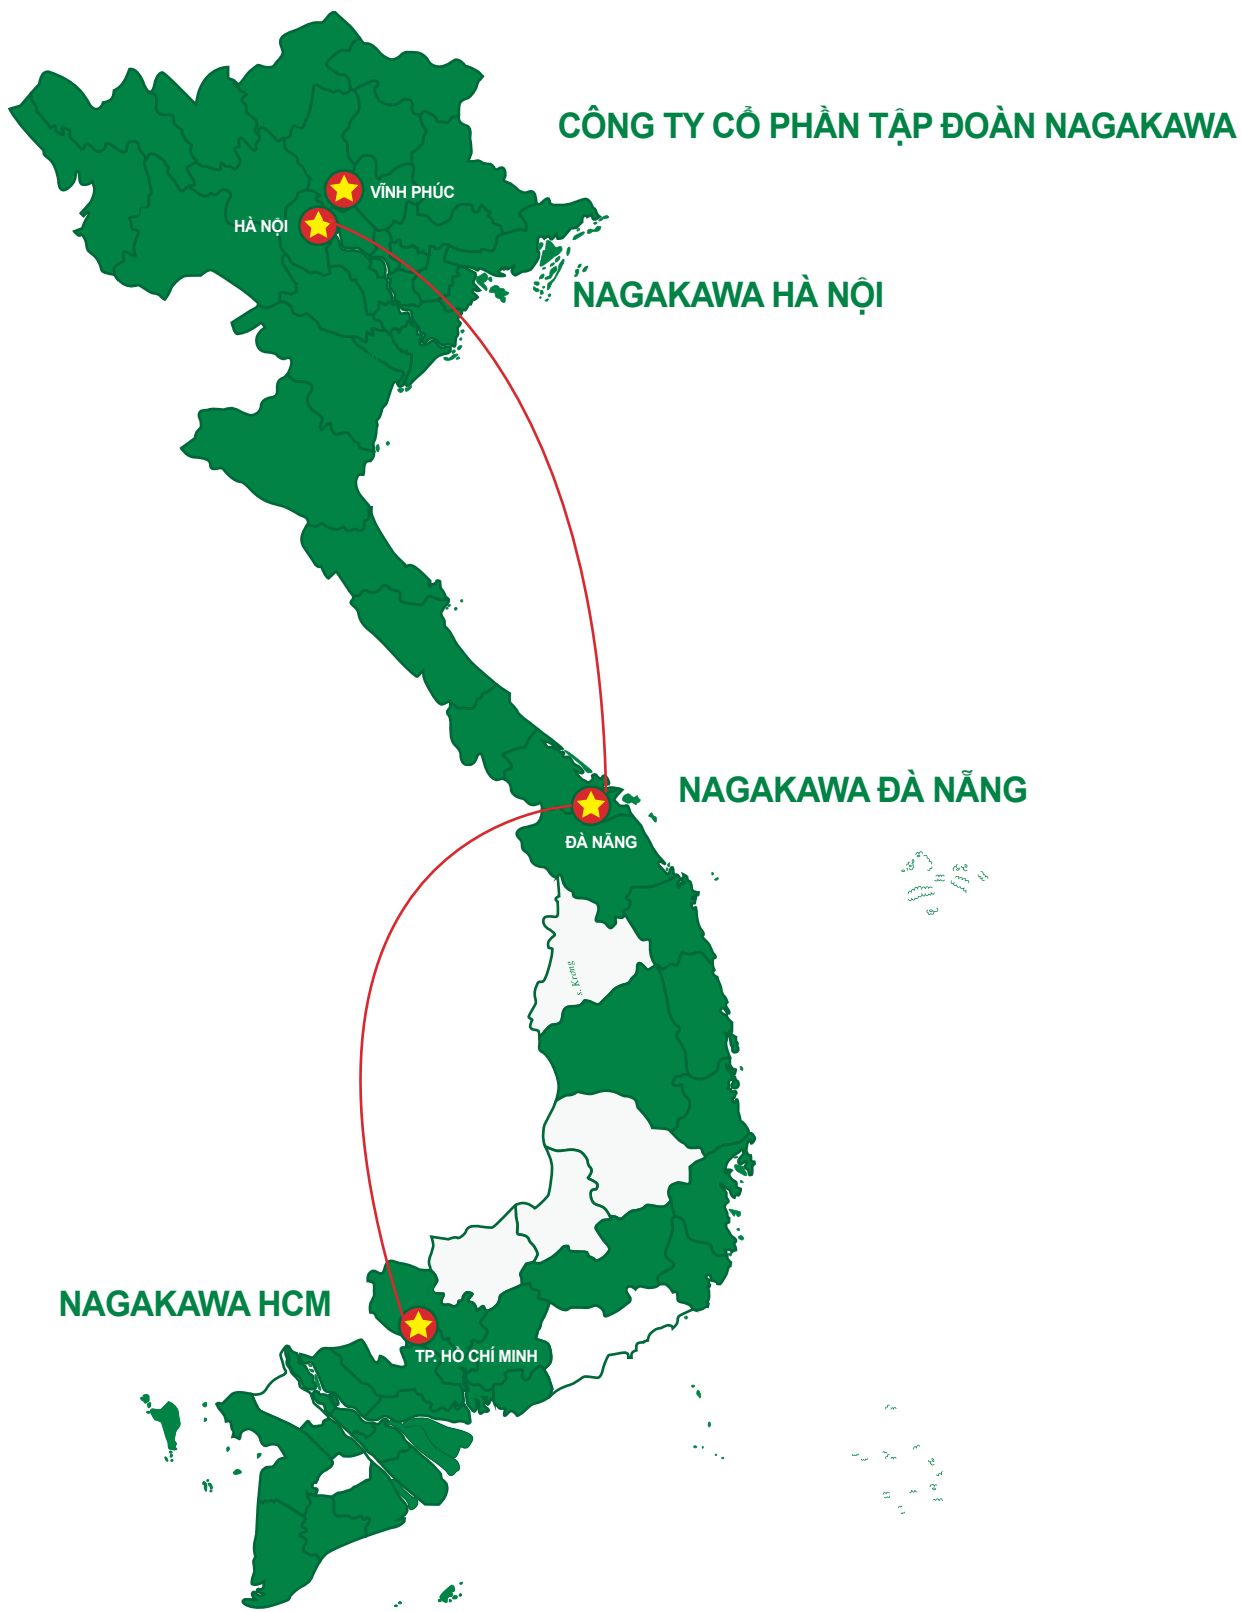 CÔNG TY CỔ PHẦN TẬP ĐOÀN NAGAKAWA
VĨNH PHÚC
HÀ NỘI
NAGAKAWA HÀ NỘI
NAGAKAWA ĐÀ NẴNG
ĐÀ NẴNG
s. Krong
NAGAKAWA HCM
TP. HỒ CHÍ MINH